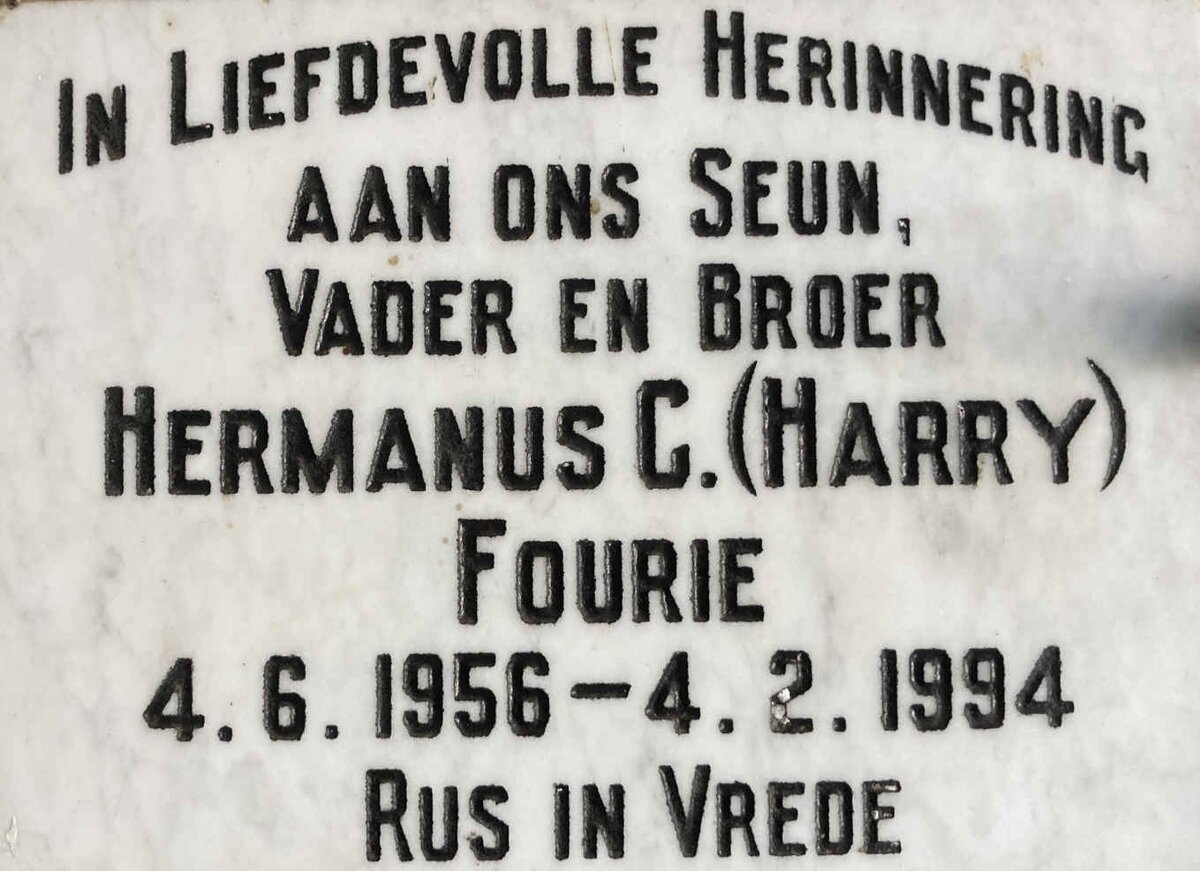 In Liefdevolle Herinnering
aan ons Seun,
Vader en Broer
Hermanus C. (Harry)
Fourie
4.6.1956 – 4.2.1994
Rus in Vrede